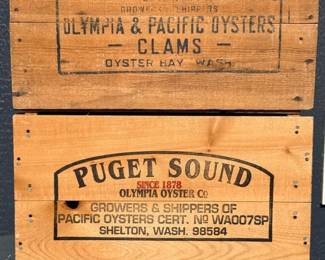 GROWERS & SHIPPERS
OLYMPIA & PACIFIC OYSTERS
- CLAMS -
OYSTER BAY WASH.
PUGET SOUND
SINCE 1878
OLYMPIA OYSTER CO
GROWERS & SHIPPERS OF
PACIFIC OYSTERS CERT. NO WA007SP
SHELTON, WASH. 98584